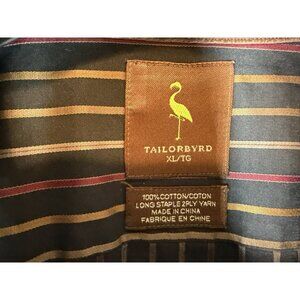 TAILORBYRD
XL/TG
100% COTTON/COTON
LONG STAPLE 2PLY YARN
MADE IN CHINA
FABRIQUE EN CHINE